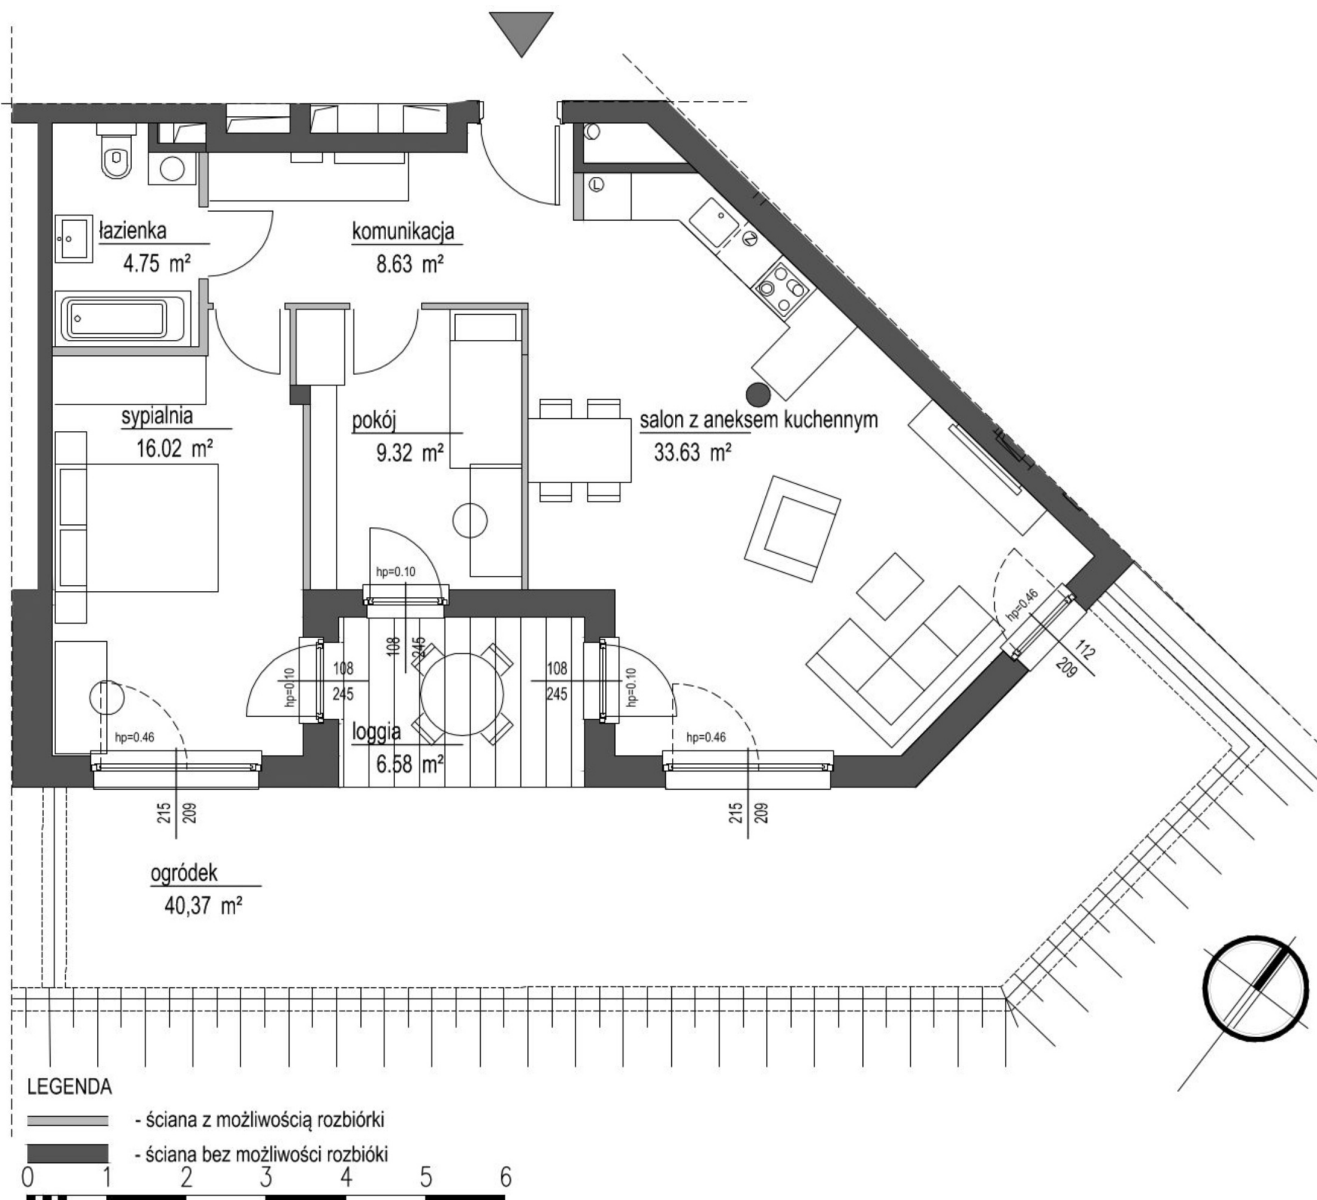 łazienka
4.75 m²
komunikacja
8.63 m²
L
Z
sypialnia
16.02 m²
pokój
9.32 m²
salon z aneksem kuchennym
33.63 m²
hp=0.10
108
245
hp=0.10
108
245
108
245
hp=0.10
hp=0.46
112
209
loggia
6.58 m²
hp=0.46
215
209
hp=0.46
215
209
ogródek
40,37 m²
LEGENDA
- ściana z możliwością rozbiórki
- ściana bez możliwości rozbióki
0 1 2 3 4 5 6